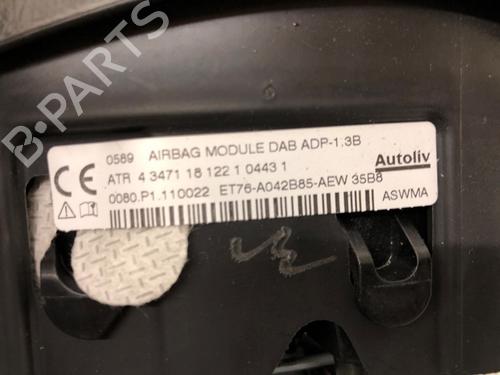 CE 0589 AIRBAG MODULE DAB ADP-1.3B
ATR 4 3471 18 122 1 0443 1
0080.P1.110022 ET76-A042B85-AEW 35B8
Autoliv
ASWMA
B-PARTS